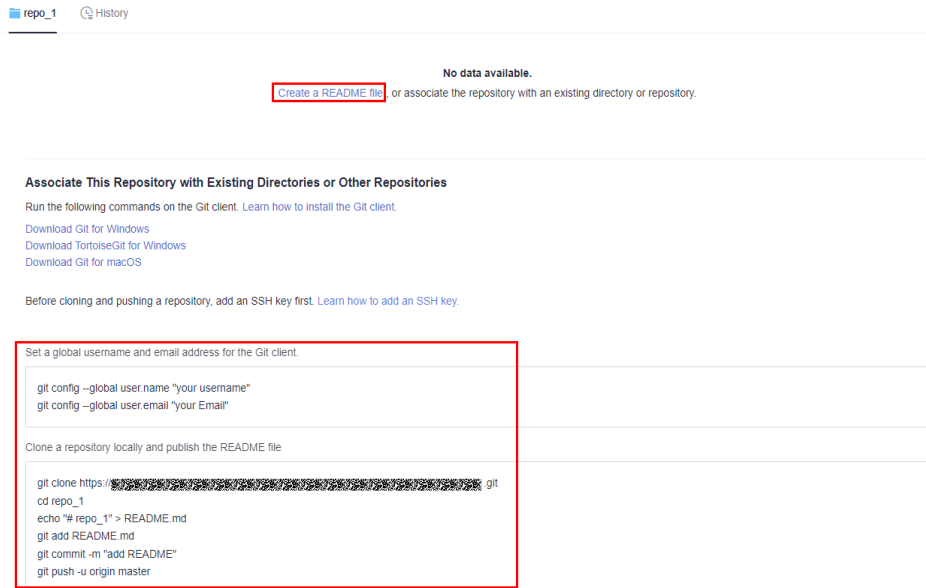 repo_1 History
No data available.
Create a README file , or associate the repository with an existing directory or repository.
Associate This Repository with Existing Directories or Other Repositories
Run the following commands on the Git client. Learn how to install the Git client.
Download Git for Windows
Download TortoiseGit for Windows
Download Git for macOS
Before cloning and pushing a repository, add an SSH key first. Learn how to add an SSH key.
Set a global username and email address for the Git client.
git config --global user.name "your username"
git config --global user.email "your Email"
Clone a repository locally and publish the README file
git clone https:// .git
cd repo_1
echo "# repo_1" > README.md
git add README.md
git commit -m "add README"
git push -u origin master